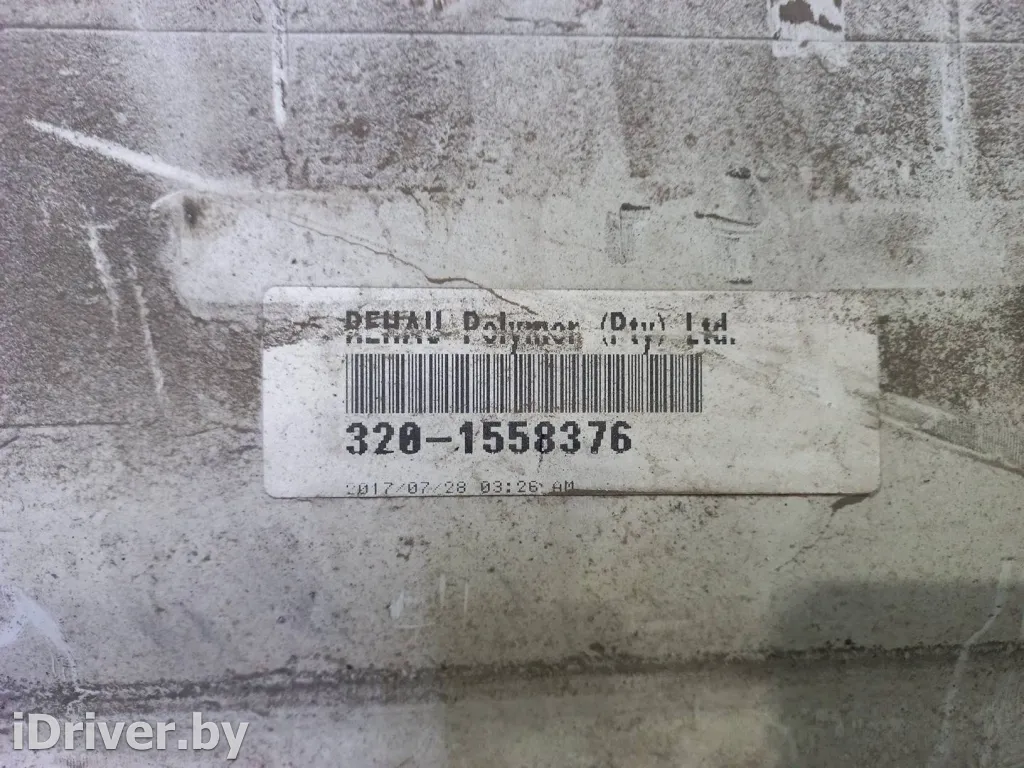 REHAU Polymer (Pty) Ltd.
320-1558376
2017/07/28 03:26 AM
iDriver.by